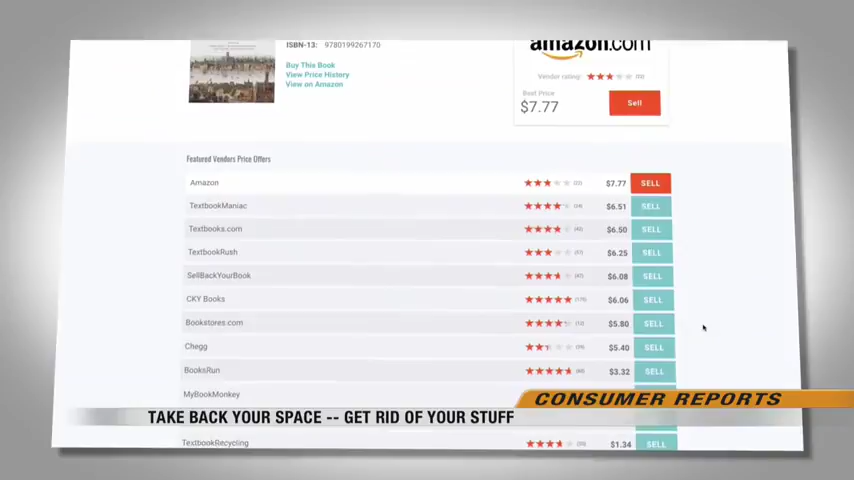 ISBN-13: 9780199267170
Buy This Book
View Price History
View on Amazon
amazon.com
Vendor rating:
Best Price
$7.77
Sell
Featured Vendors Price Offers
Amazon $7.77 SELL
TextbookManiac $6.51 SELL
Textbooks.com $6.50 SELL
TextbookRush $6.25 SELL
SellBackYourBook $6.08 SELL
CKY Books $6.06 SELL
Bookstores.com $5.80 SELL
Chegg $5.40 SELL
BooksRun $3.32 SELL
MyBookMonkey
CONSUMER REPORTS
TAKE BACK YOUR SPACE -- GET RID OF YOUR STUFF
TextbookRecycling $1.34 SELL